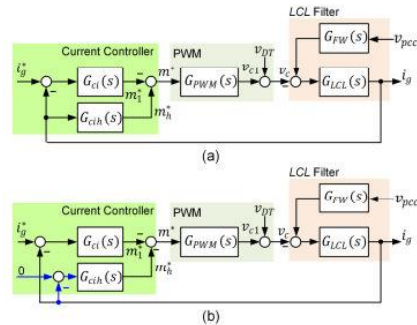 LCL Filter
Current Controller
PWM
G_FW(s)
v_pcc
i_g^*
G_ci(s)
m^*
v_DT
m_1^*
G_PWM(s)
v_c1
v_c
G_LCL(s)
i_g
G_cih(s)
m_h^*
(a)
LCL Filter
Current Controller
PWM
G_FW(s)
v_pcc
i_g^*
G_ci(s)
m^*
v_DT
m_1^*
G_PWM(s)
v_c1
v_c
G_LCL(s)
i_g
0
G_cih(s)
m_h^*
(b)